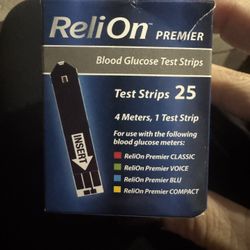 ReliOn™ PREMIER
Blood Glucose Test Strips
Test Strips 25
4 Meters, 1 Test Strip
For use with the following
blood glucose meters:
ReliOn Premier CLASSIC
ReliOn Premier VOICE
ReliOn Premier BLU
ReliOn Premier COMPACT
INSERT